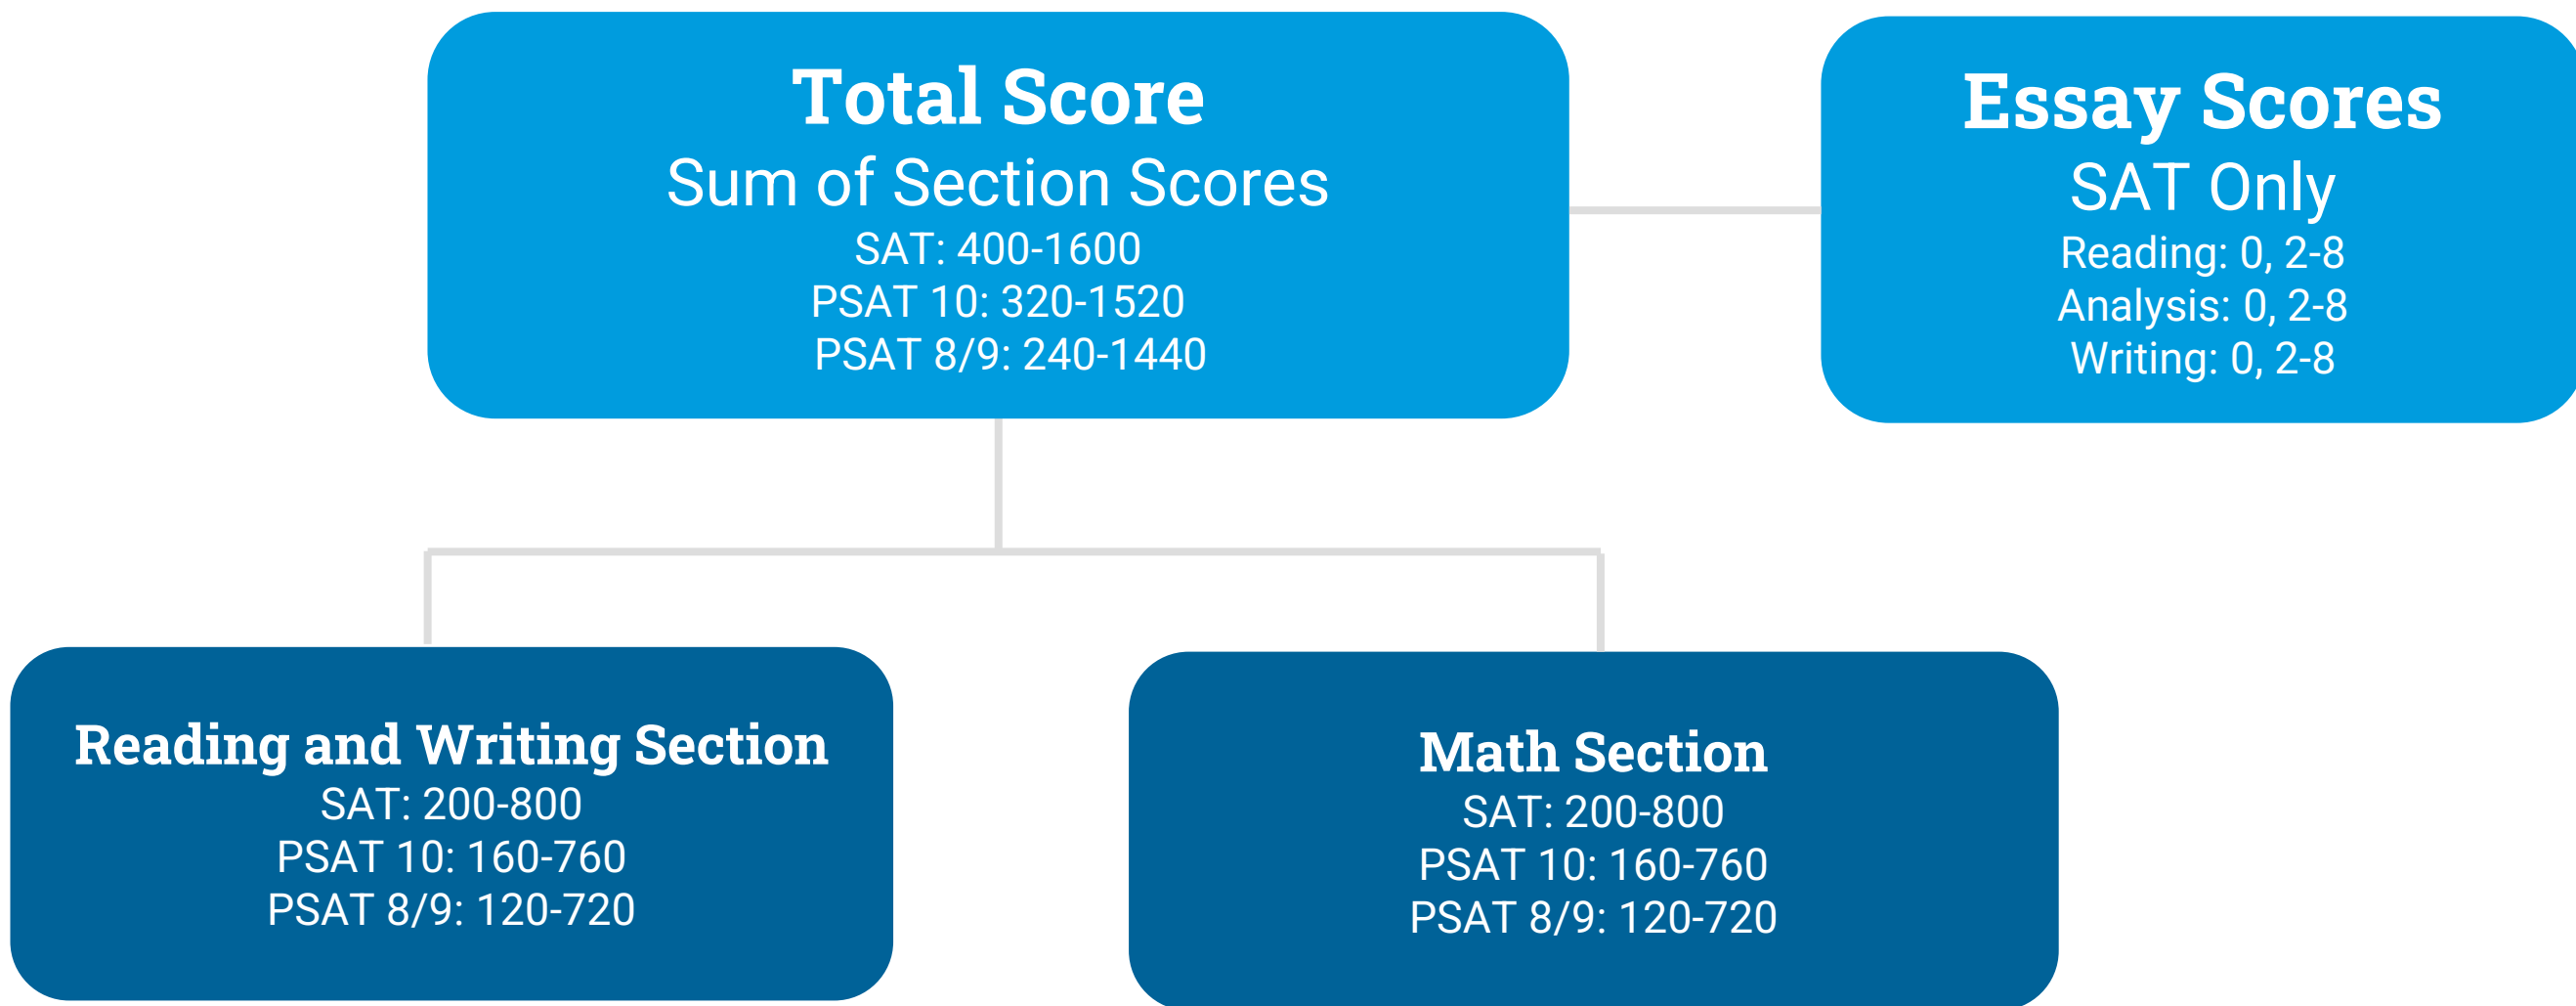 Total Score
Sum of Section Scores
SAT: 400-1600
PSAT 10: 320-1520
PSAT 8/9: 240-1440
Essay Scores
SAT Only
Reading: 0, 2-8
Analysis: 0, 2-8
Writing: 0, 2-8
Reading and Writing Section
SAT: 200-800
PSAT 10: 160-760
PSAT 8/9: 120-720
Math Section
SAT: 200-800
PSAT 10: 160-760
PSAT 8/9: 120-720